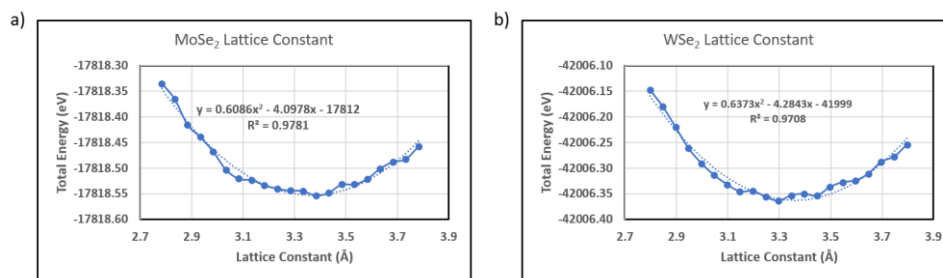 a)
MoSe₂ Lattice Constant
-17818.30
-17818.35
-17818.40
-17818.45
-17818.50
-17818.55
-17818.60
Total Energy (eV)
y = 0.6086x² - 4.0978x - 17812
R² = 0.9781
2.7 2.9 3.1 3.3 3.5 3.7 3.9
Lattice Constant (Å)
b)
WSe₂ Lattice Constant
-42006.10
-42006.15
-42006.20
-42006.25
-42006.30
-42006.35
-42006.40
Total Energy (eV)
y = 0.6373x² - 4.2843x - 41999
R² = 0.9708
2.7 2.9 3.1 3.3 3.5 3.7 3.9
Lattice Constant (Å)